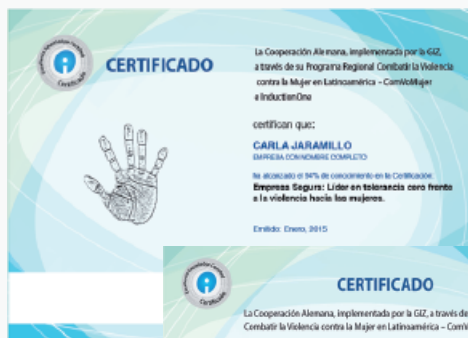 CERTIFICADO
La Cooperación Alemana, implementada por la GIZ,
a través de su Programa Regional Combatir la Violencia
contra la Mujer en Latinoamérica – ComVoMujer
e InductionOne
certifican que:
CARLA JARAMILLO
EMPRESA CON NOMBRE COMPLETO
ha alcanzado el 94% de conocimiento en la Certificación:
Empresa Segura: Líder en tolerancia cero frente
a la violencia hacia las mujeres.
Emitido: Enero, 2015
Certificado
CERTIFICADO
La Cooperación Alemana, implementada por la GIZ, a través de
Combatir la Violencia contra la Mujer en Latinoamérica – ComV
Certificado